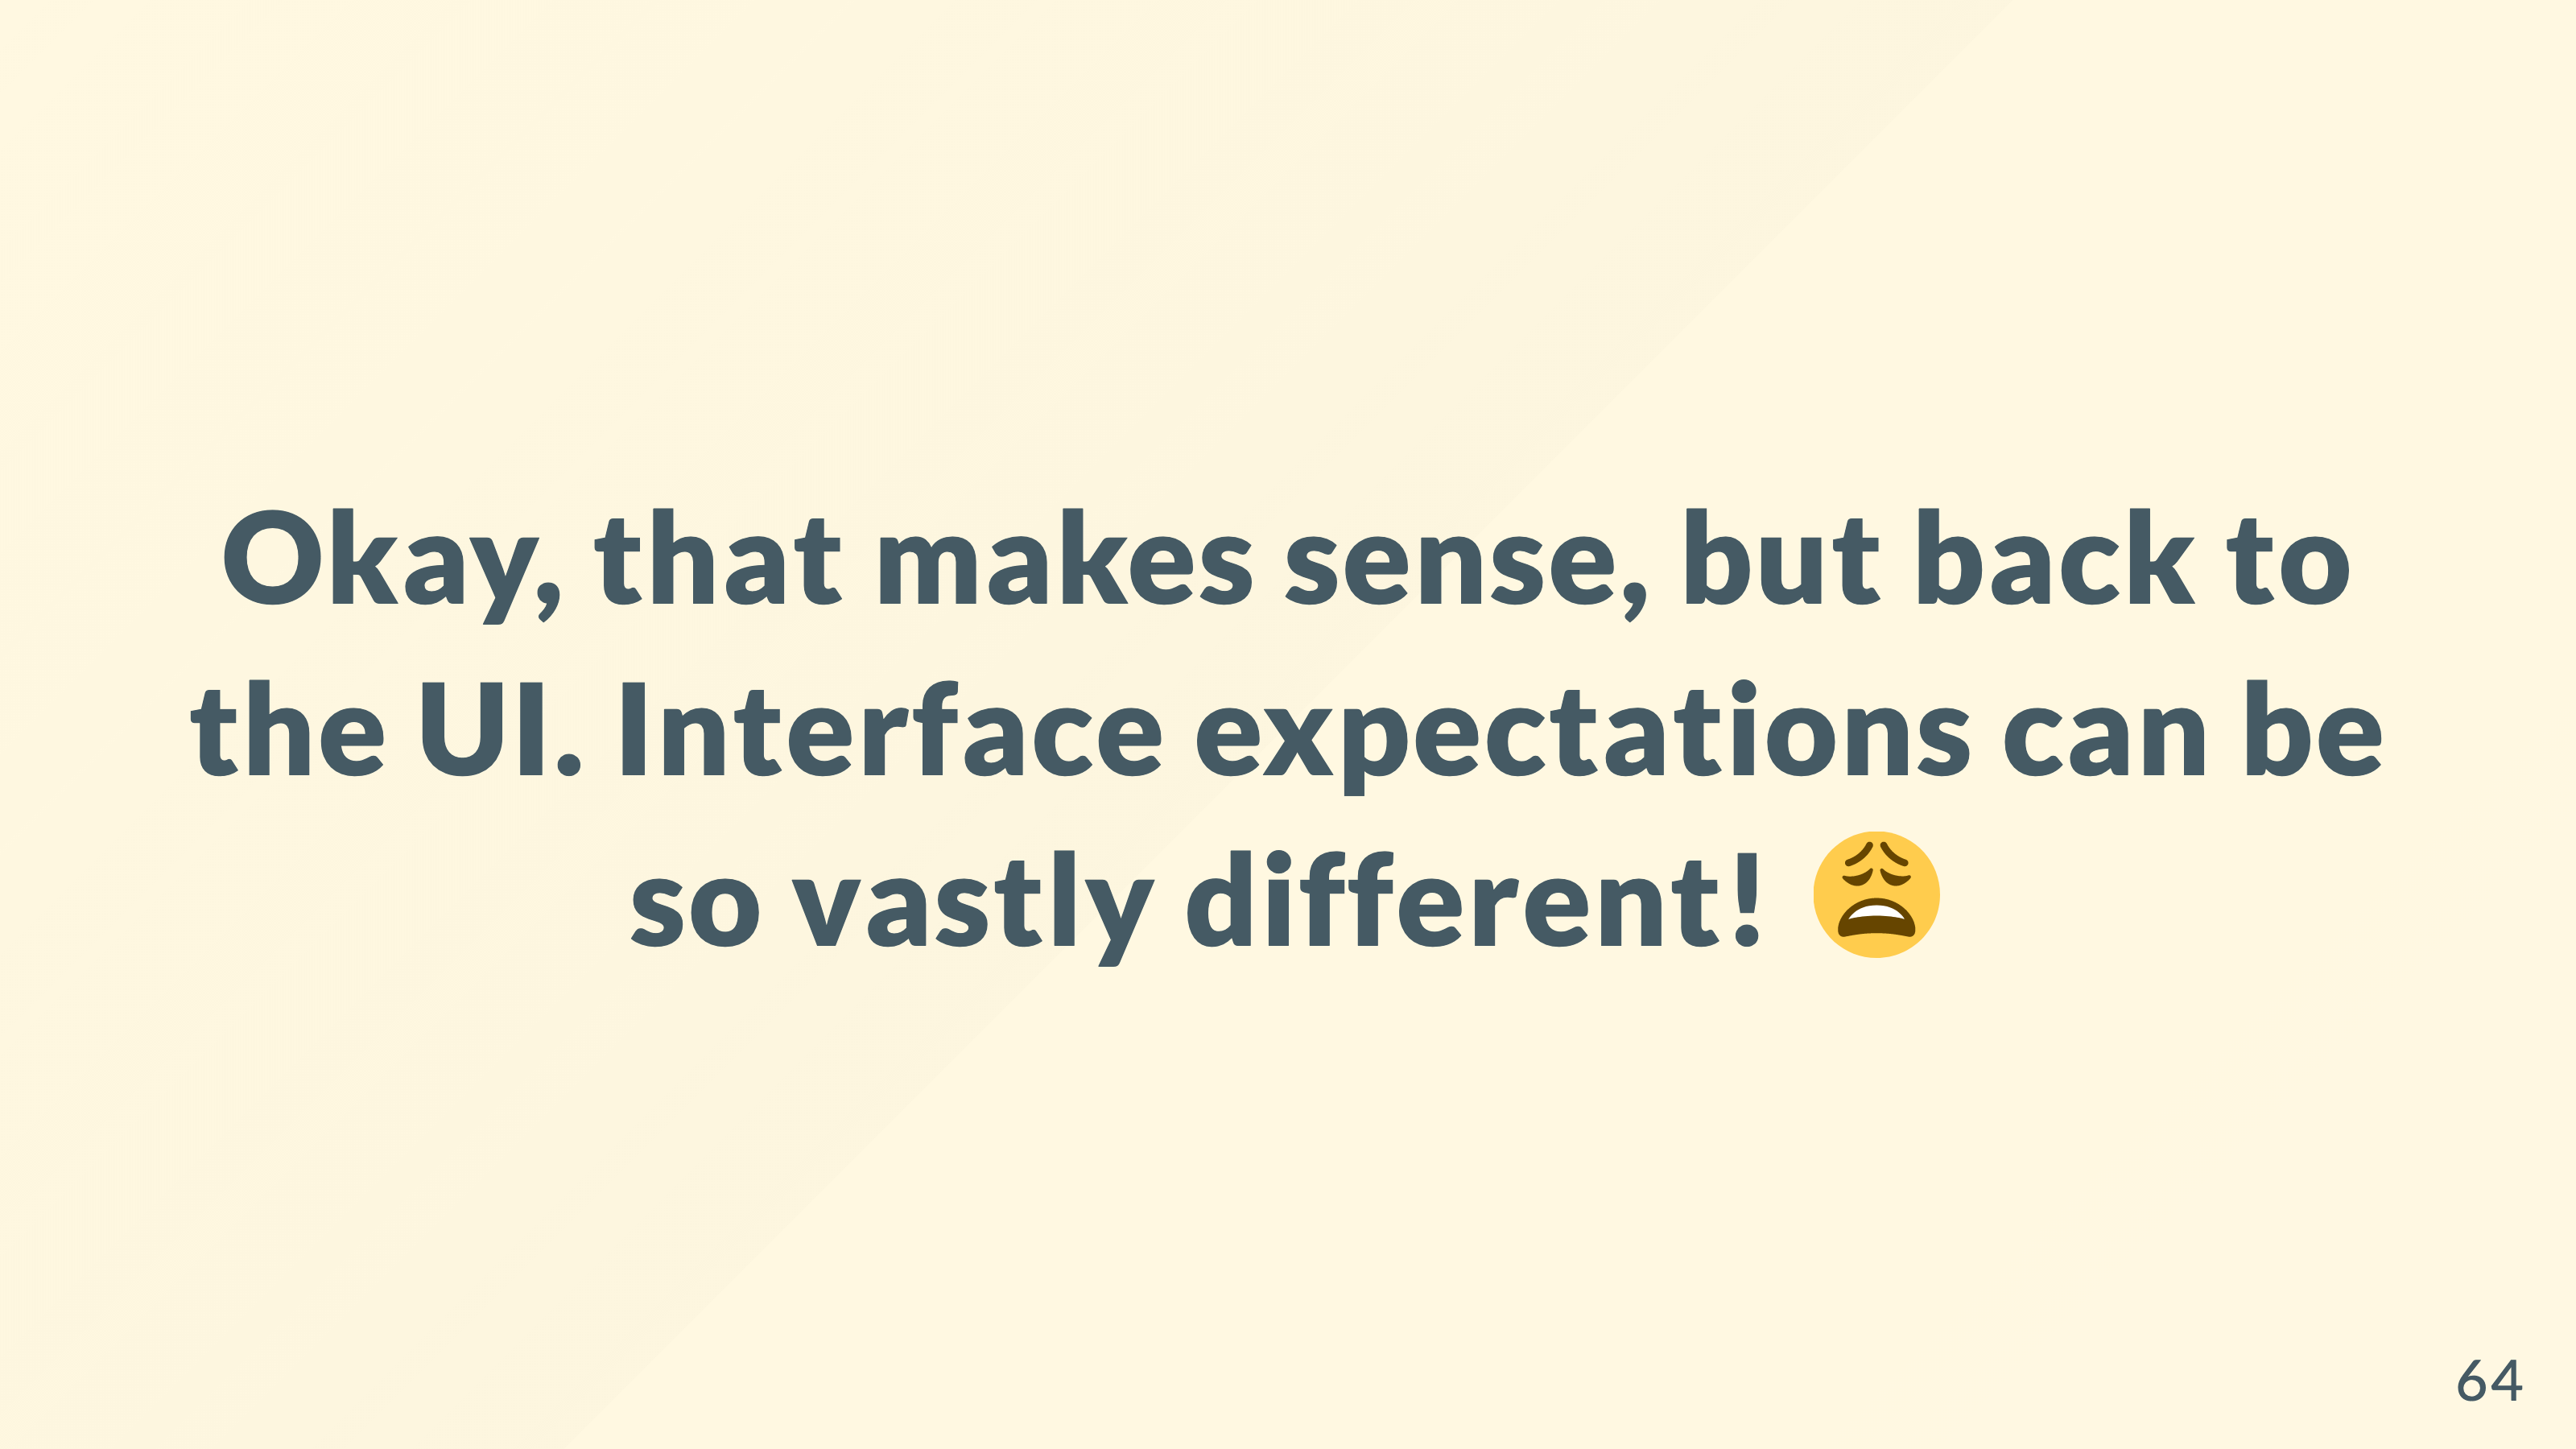 Okay, that makes sense, but back to
the UI. Interface expectations can be
so vastly different! 😩
64